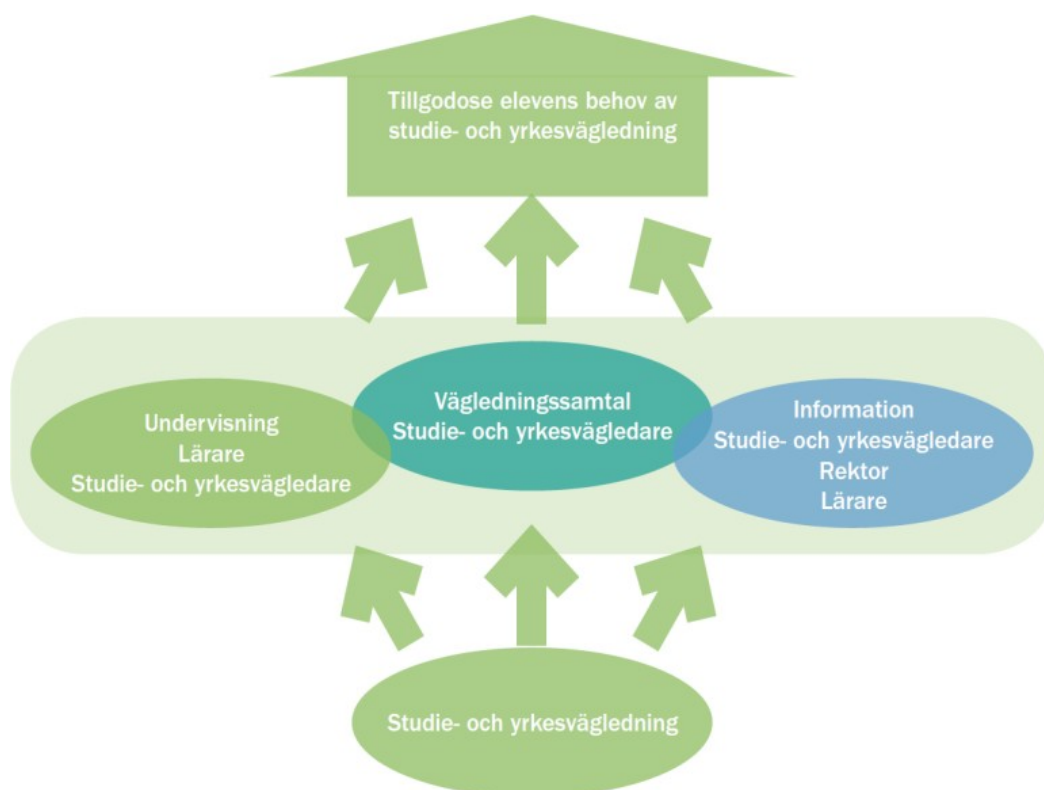 Tillgodose elevens behov av
studie- och yrkesvägledning
Undervisning
Lärare
Studie- och yrkesvägledare
Vägledningssamtal
Studie- och yrkesvägledare
Information
Studie- och yrkesvägledare
Rektor
Lärare
Studie- och yrkesvägledning